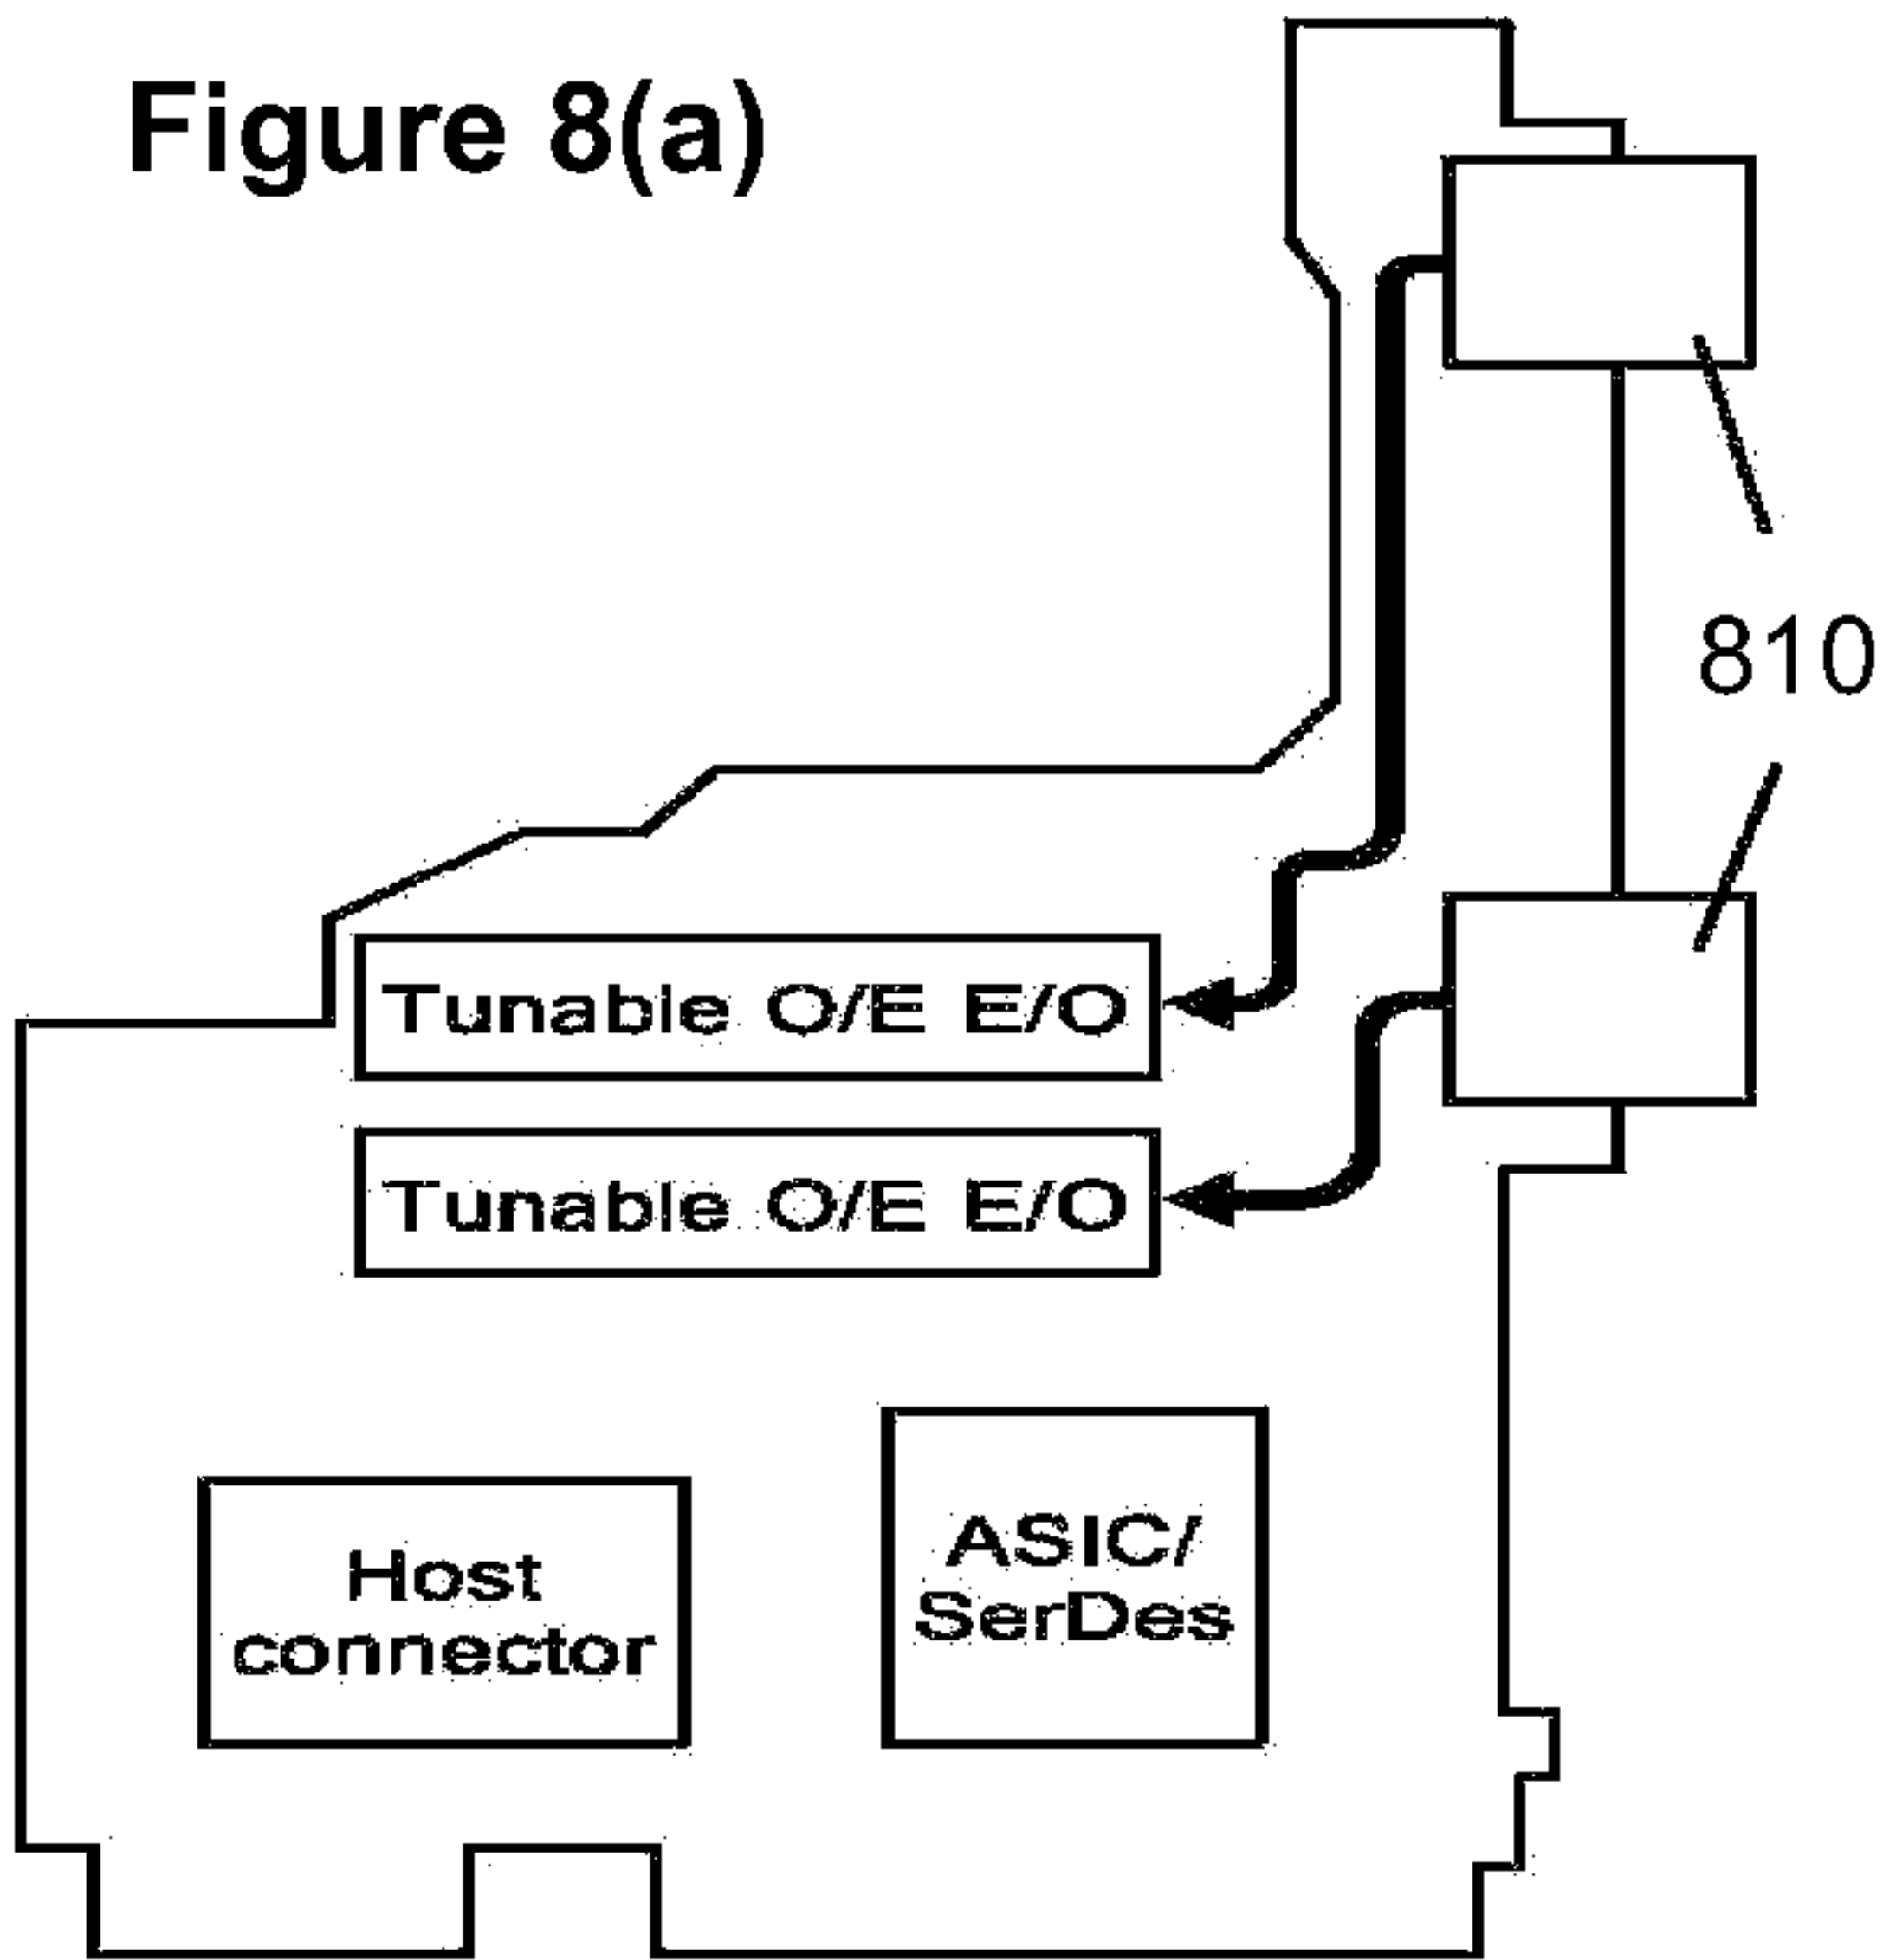 Figure 8(a)
810
Tunable O/E E/O
Tunable O/E E/O
Host
connector
ASIC/
SerDes